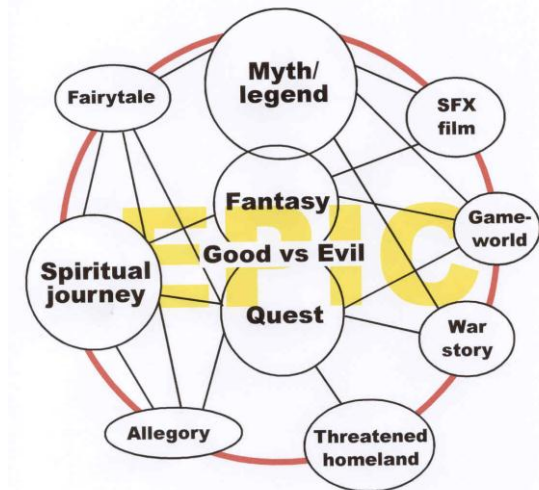 Myth/
legend
Fairytale
SFX
film
Fantasy
Game-
world
EPIC
Good vs Evil
Spiritual
journey
Quest
War
story
Allergory
Threatened
homeland